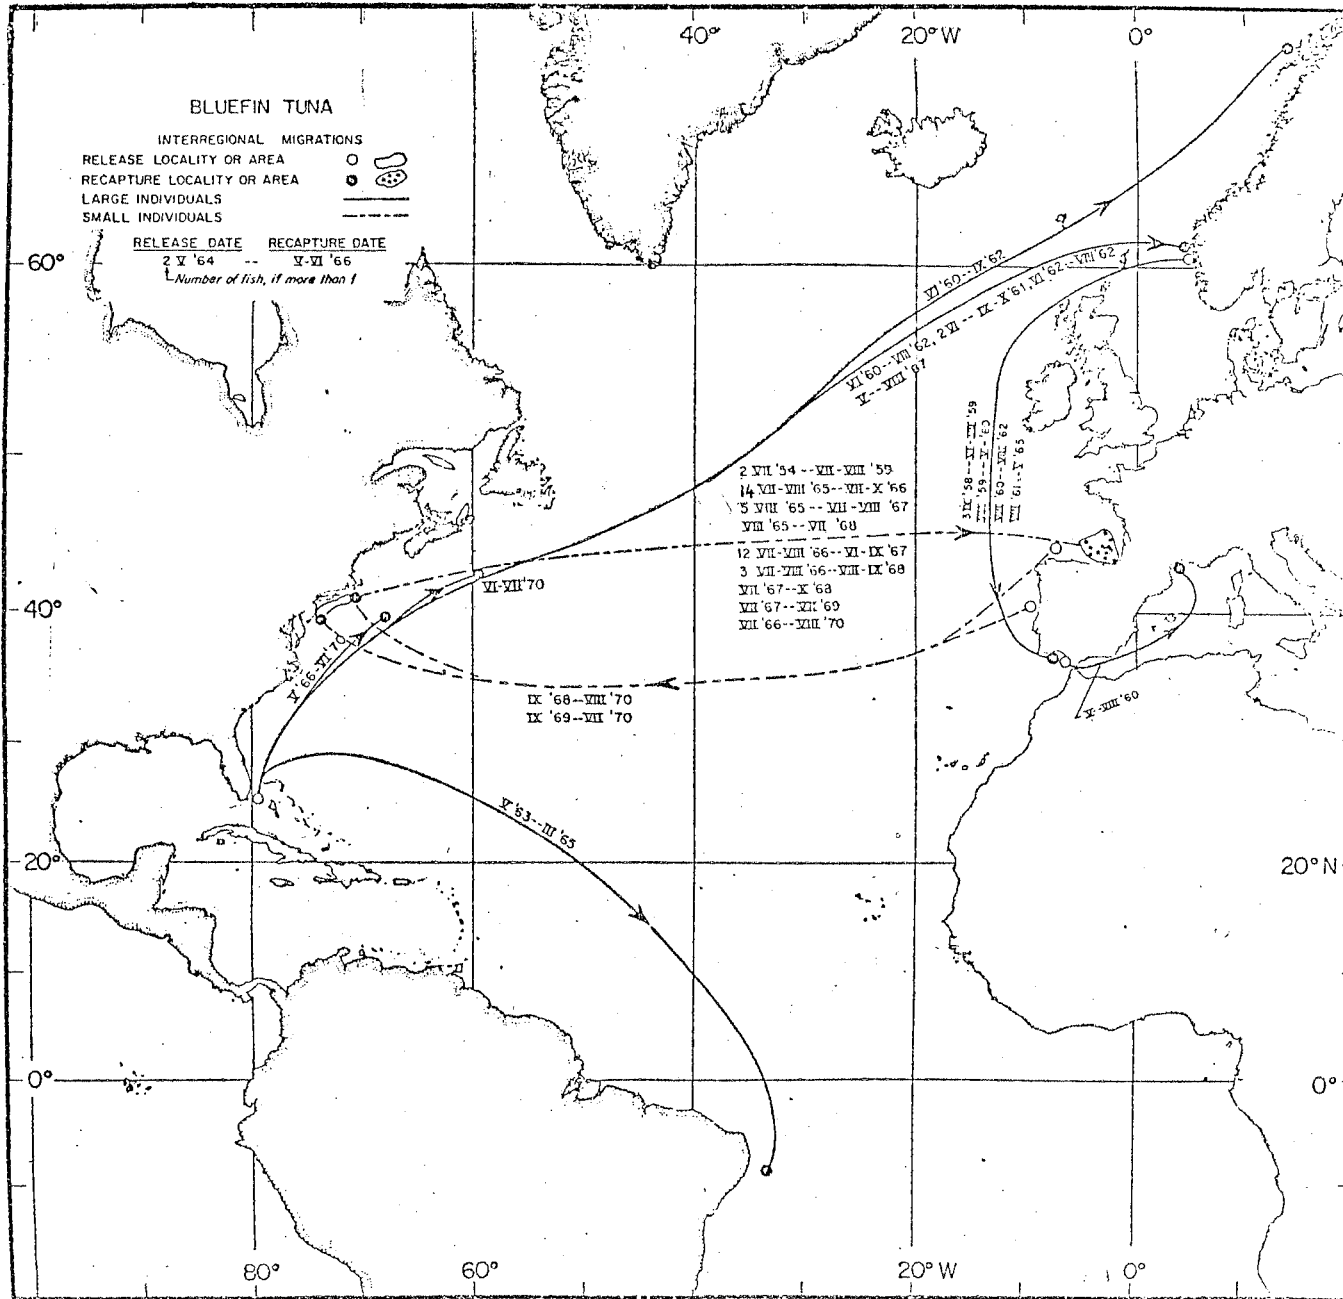 40° 20°W 0°
BLUEFIN TUNA
INTERREGIONAL MIGRATIONS
RELEASE LOCALITY OR AREA
RECAPTURE LOCALITY OR AREA
LARGE INDIVIDUALS
SMALL INDIVIDUALS
RELEASE DATE RECAPTURE DATE
2 V '64 -- V-VI '66
Number of fish, if more than 1
60°
VI '60--IX '62
VI '60--VIII '62, 2 VI -- IX-X '61, VI '62--VIII '62
V--VIII '67
2 VII '54 --VII-VIII '59
14 VII-VIII '65--VII-X '66
5 VIII '65 -- VII-VIII '67
VIII '65--VII '68
12 VII-VIII '66--VI-IX '67
3 VII-VIII '66--VIII-IX '68
VII '67--X '68
VII '67--VII '69
VII '66--VIII '70
VI-VII '70
40°
V '66-VI '70
IX '68--VIII '70
IX '69--VII '70
V-VIII '60
V '63--III '65
20° 20°N
0° 0°
80° 60° 20°W 0°